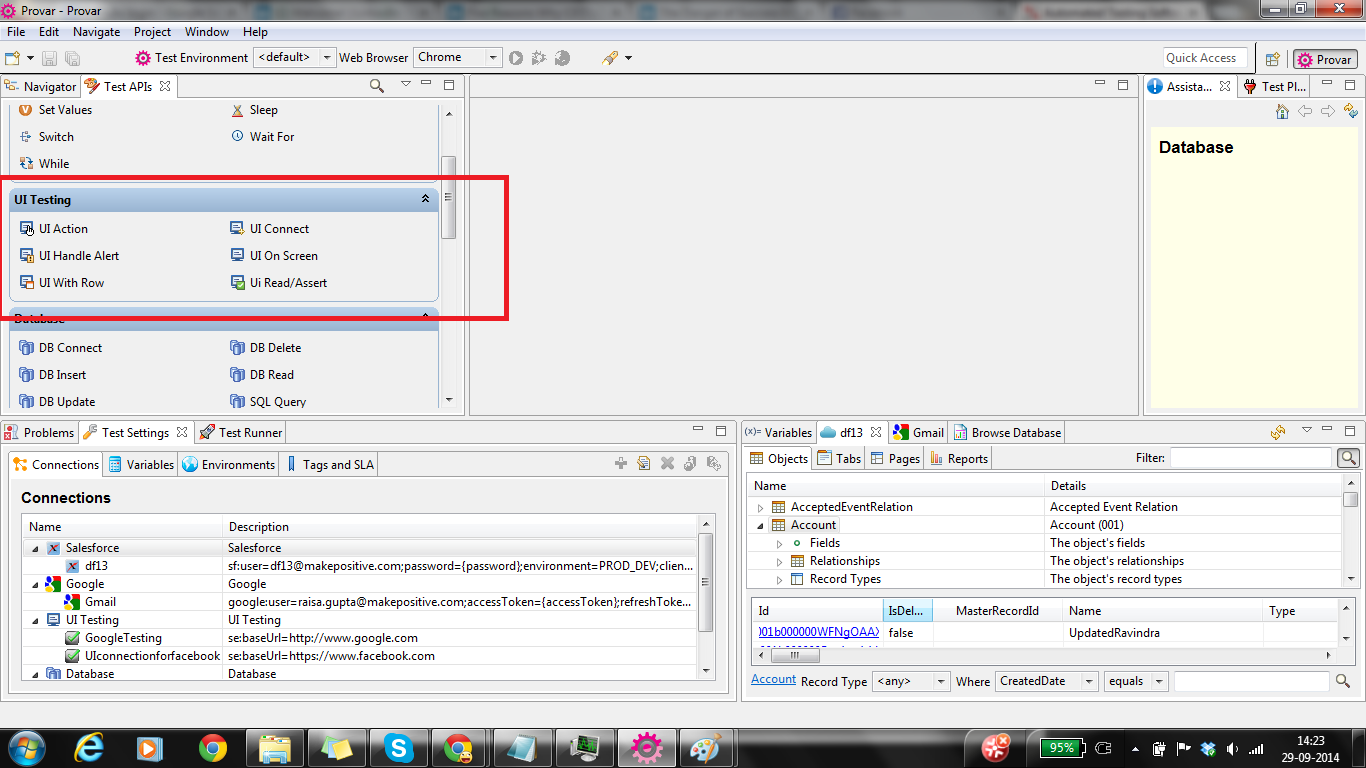 Provar - Provar
File Edit Navigate Project Window Help
Test Environment <default> Web Browser Chrome Quick Access Provar
Navigator Test APIs
Set Values Sleep
Switch Wait For
While
UI Testing
UI Action UI Connect
UI Handle Alert UI On Screen
UI With Row Ui Read/Assert
Database
DB Connect DB Delete
DB Insert DB Read
DB Update SQL Query
Assista... Test Pl...
Database
Problems Test Settings Test Runner
Connections Variables Environments Tags and SLA
Connections
Name Description
Salesforce Salesforce
df13 sf:user=df13@makepositive.com;password={password};environment=PROD_DEV;clien...
Google Google
Gmail google:user=raisa.gupta@makepositive.com;accessToken={accessToken};refreshToke...
UI Testing UI Testing
GoogleTesting se:baseUrl=http://www.google.com
UIconnectionforfacebook se:baseUrl=https://www.facebook.com
Database Database
(x)= Variables df13 Gmail Browse Database
Objects Tabs Pages Reports Filter:
Name Details
AcceptedEventRelation Accepted Event Relation
Account Account (001)
Fields The object's fields
Relationships The object's relationships
Record Types The object's record types
Id IsDel... MasterRecordId Name Type
001b000000WFNgOAAX false UpdatedRavindra
Account Record Type <any> Where CreatedDate equals
95%
14:23
29-09-2014